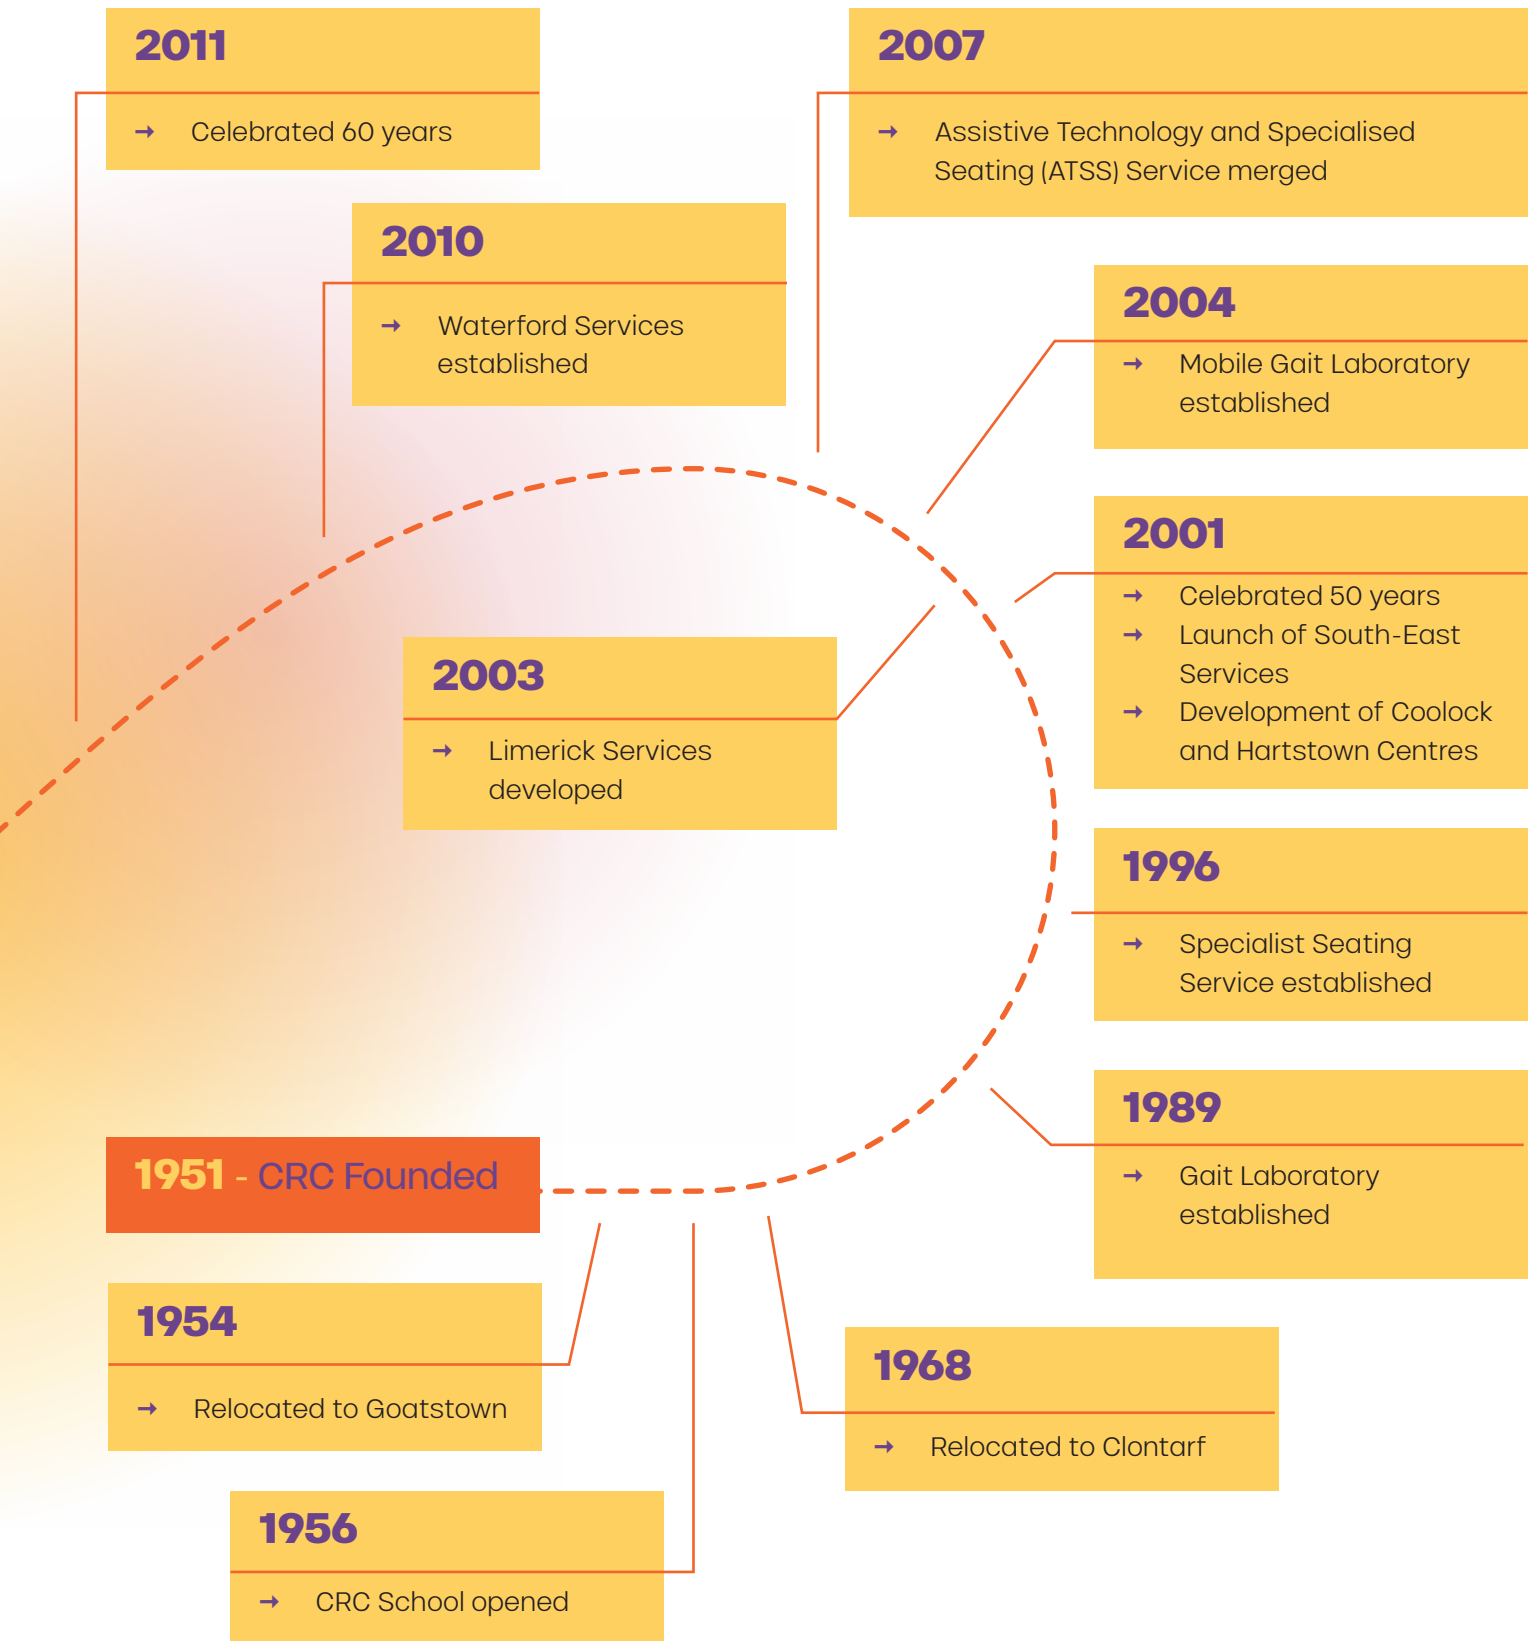 2011
→ Celebrated 60 years
2007
→ Assistive Technology and Specialised
Seating (ATSS) Service merged
2010
→ Waterford Services
established
2004
→ Mobile Gait Laboratory
established
2001
→ Celebrated 50 years
→ Launch of South-East
Services
→ Development of Coolock
and Hartstown Centres
2003
→ Limerick Services
developed
1996
→ Specialist Seating
Service established
1989
→ Gait Laboratory
established
1951 - CRC Founded
1954
→ Relocated to Goatstown
1968
→ Relocated to Clontarf
1956
→ CRC School opened